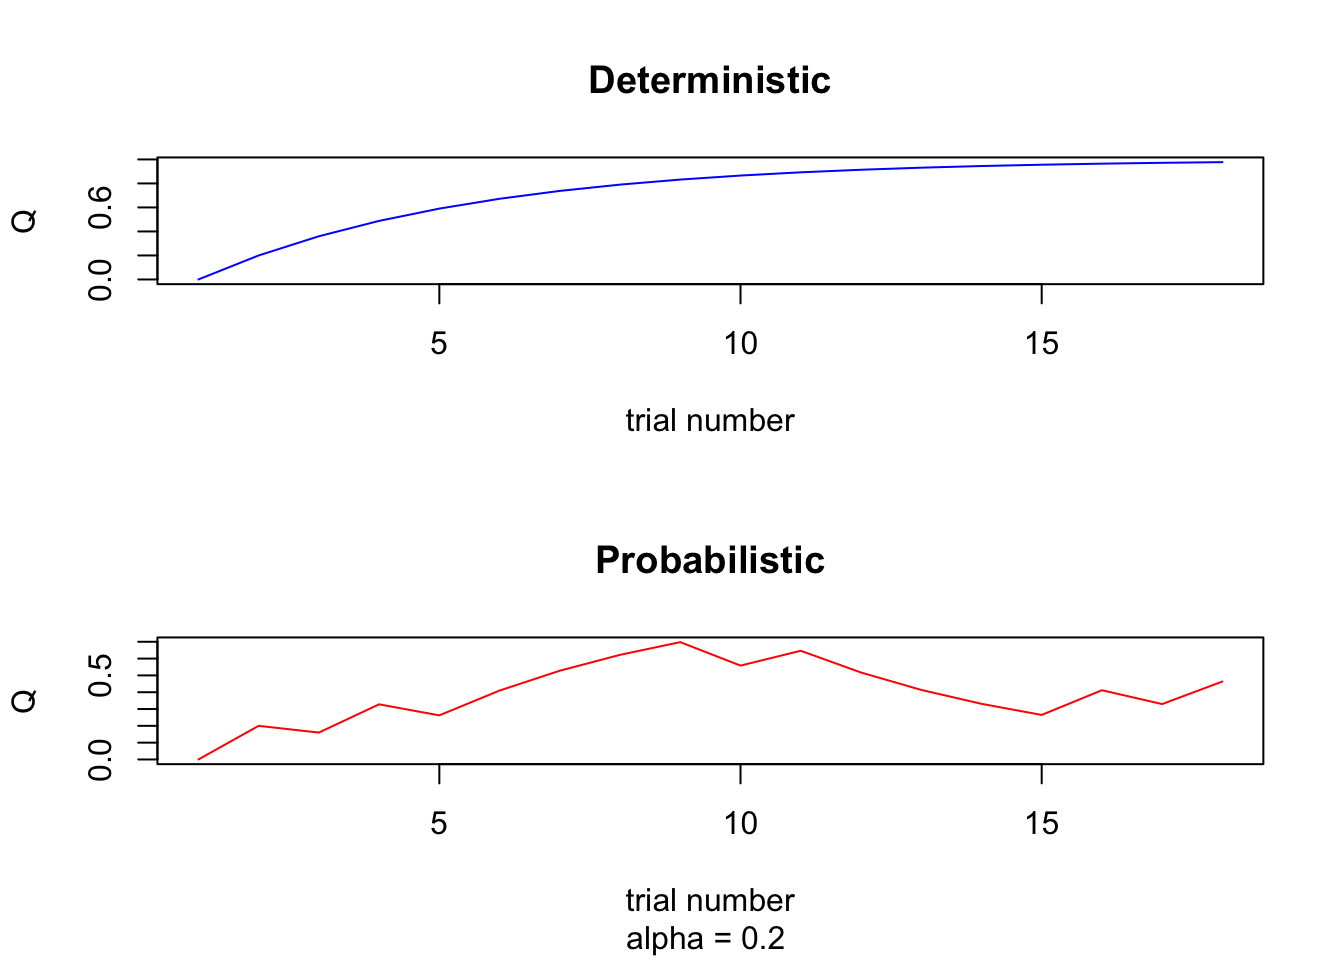 Deterministic
Q
0.6
0.0
5 10 15
trial number
Probabilistic
Q
0.5
0.0
5 10 15
trial number
alpha = 0.2